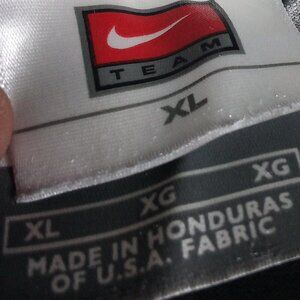 TEAM
XL
XL XG XG
MADE IN HONDURAS
OF U.S.A. FABRIC